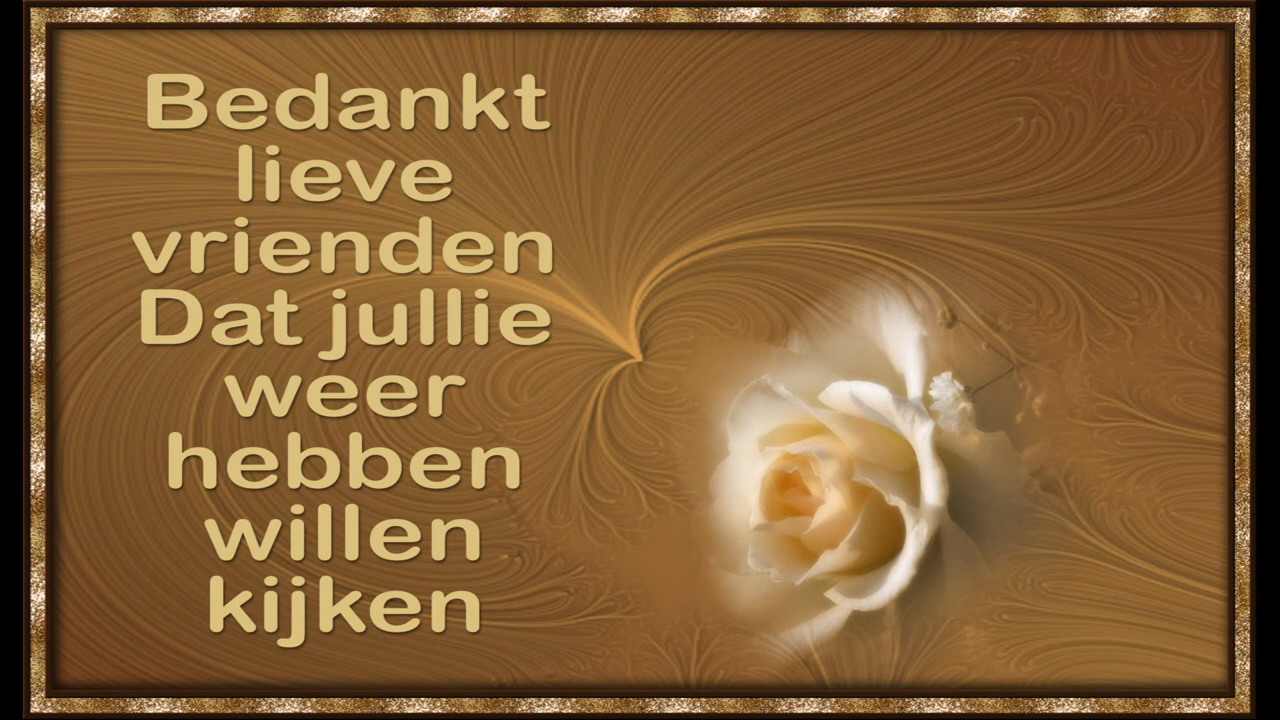 Bedankt
lieve
vrienden
Dat jullie
weer
hebben
willen
kijken